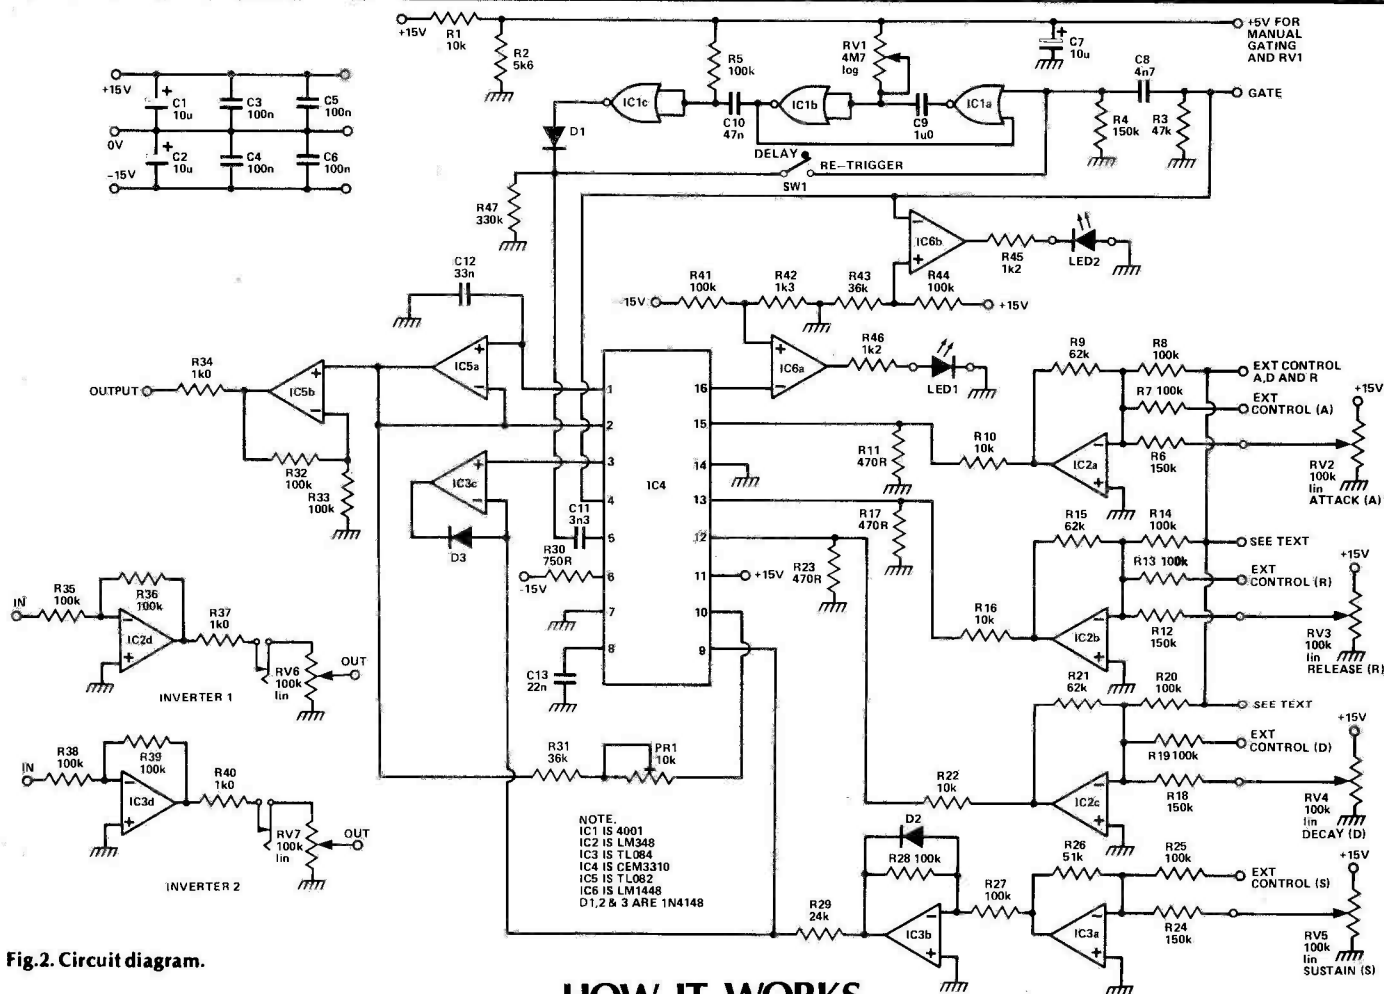 +15V
R1
10k
R2
5k6
R5
100k
RV1
4M7
log
+
C7
10u
+5V FOR
MANUAL
GATING
AND RV1
C8
4n7
GATE
R4
150k
R3
47k
IC1c
C10
47n
IC1b
C9
1u0
IC1a
D1
DELAY
RE-TRIGGER
SW1
R47
330k
+15V
+
C1
10u
C3
100n
C5
100n
0V
+
C2
10u
C4
100n
C6
100n
-15V
IC6b
R45
1k2
LED2
R41
100k
R42
1k3
R43
36k
R44
100k
15V
+15V
IC6a
R46
1k2
LED1
C12
33n
R34
1k0
OUTPUT
IC5b
IC5a
R32
100k
R33
100k
IC3c
D3
C11
3n3
R30
750R
-15V
IC4
1
2
3
4
5
6
7
8
16
15
14
13
12
11
10
9
+15V
C13
22n
R11
470R
R17
470R
R23
470R
R10
10k
R9
62k
R8
100k
R7 100k
R6
150k
IC2a
EXT CONTROL
A,D AND R
EXT
CONTROL (A)
+15V
RV2
100k
lin
ATTACK (A)
R16
10k
R15
62k
R14
100k
R13 100k
R12
150k
IC2b
SEE TEXT
EXT
CONTROL (R)
+15V
RV3
100k
lin
RELEASE (R)
R22
10k
R21
62k
R20
100k
R19 100k
R18
150k
IC2c
SEE TEXT
EXT
CONTROL (D)
+15V
RV4
100k
lin
DECAY (D)
R31
36k
PR1
10k
D2
R28 100k
R29
24k
IC3b
R27
100k
R26
51k
R25
100k
R24
150k
IC3a
EXT
CONTROL (S)
+15V
RV5
100k
lin
SUSTAIN (S)
IN
R35
100k
R36
100k
IC2d
R37
1k0
RV6
100k
lin
OUT
INVERTER 1
IN
R38
100k
R39
100k
IC3d
R40
1k0
RV7
100k
lin
OUT
INVERTER 2
NOTE.
IC1 IS 4001
IC2 IS LM348
IC3 IS TL084
IC4 IS CEM3310
IC5 IS TL082
IC6 IS LM1448
D1,2 & 3 ARE 1N4148
Fig.2. Circuit diagram.
HOW IT WORKS